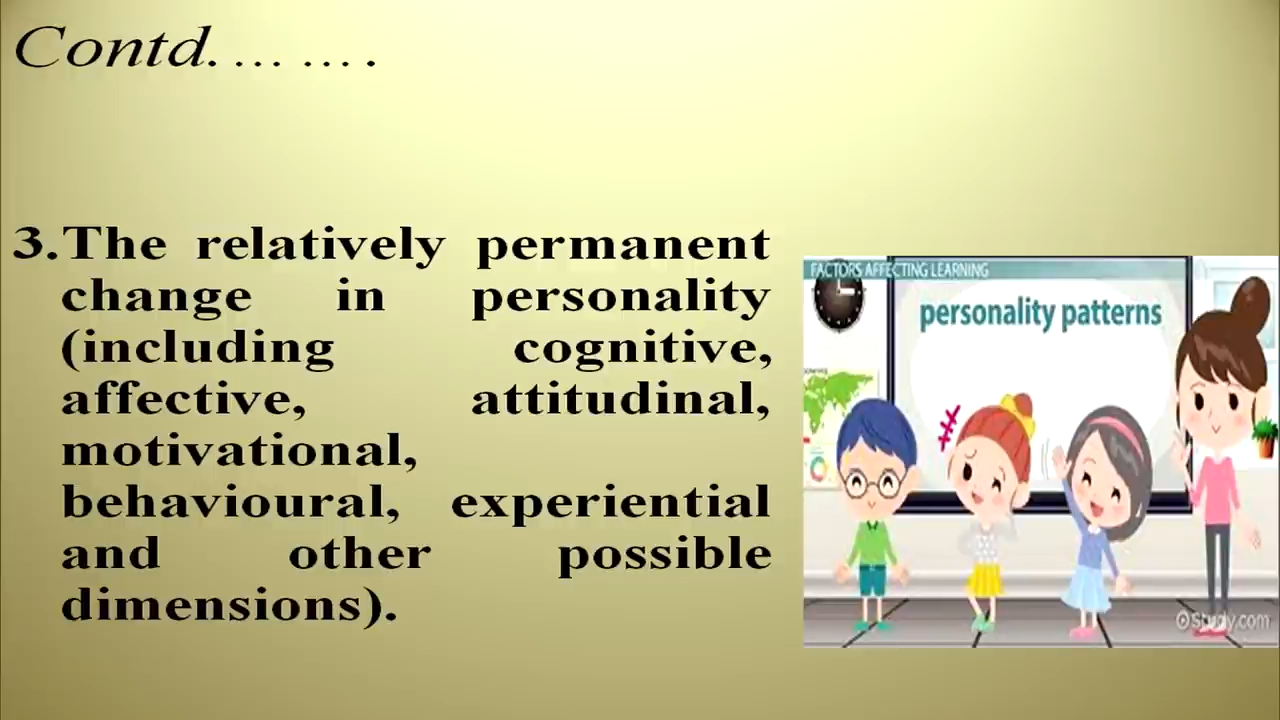 Contd. ... ... .
3. The relatively permanent
change in personality
(including cognitive,
affective, attitudinal,
motivational,
behavioural, experiential
and other possible
dimensions).
FACTORS AFFECTING LEARNING
personality patterns
Study.com